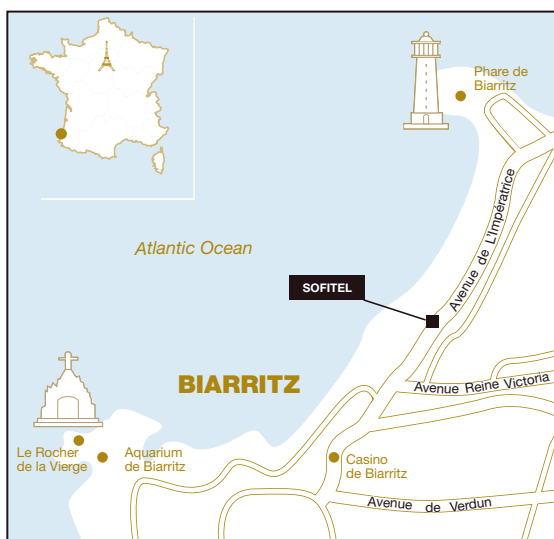 Phare de
Biarritz
Avenue de L'Impératrice
Atlantic Ocean
SOFITEL
BIARRITZ
Avenue Reine Victoria
Le Rocher
de la Vierge
Aquarium
de Biarritz
Casino
de Biarritz
Avenue de Verdun